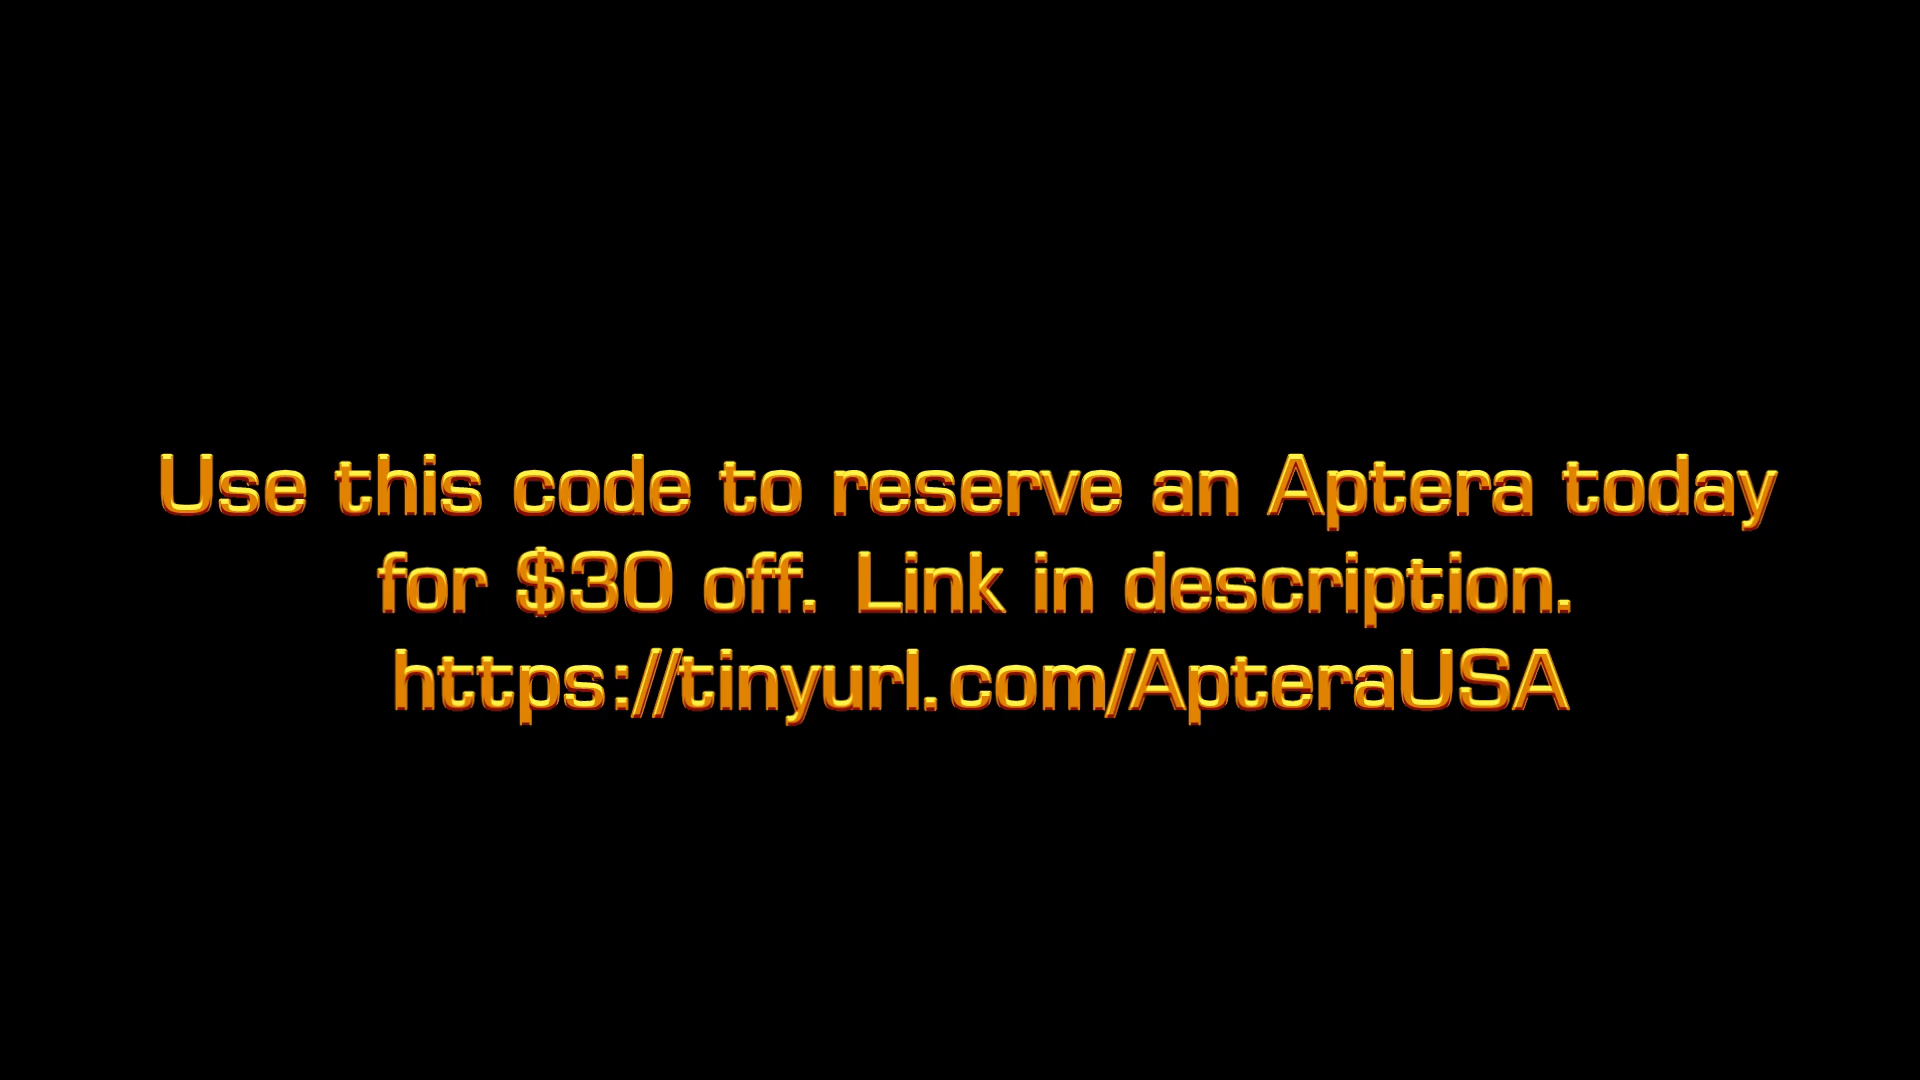 Use this code to reserve an Aptera today
for $30 off. Link in description.
https://tinyurl.com/ApteraUSA